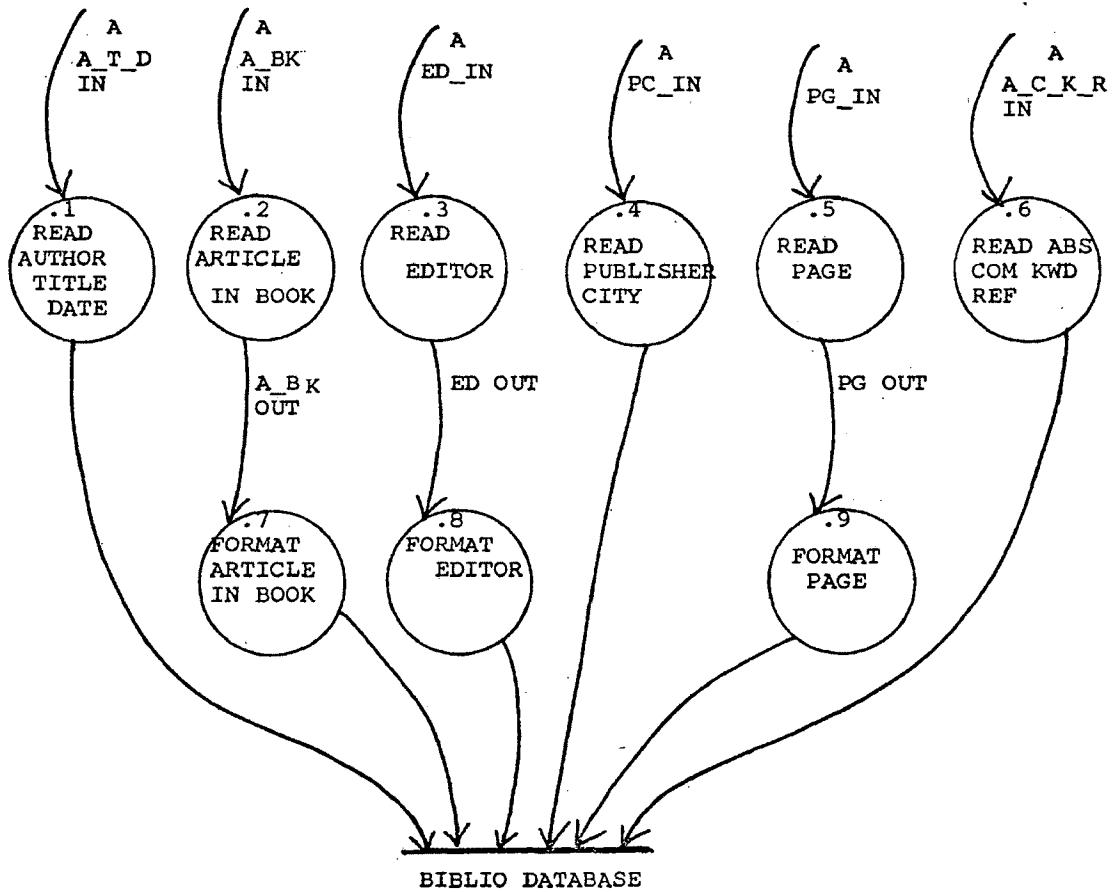 A
A_T_D
IN
A
A_BK
IN
A
ED_IN
A
PC_IN
A
PG_IN
A
A_C_K_R
IN
.1
READ
AUTHOR
TITLE
DATE
.2
READ
ARTICLE
IN BOOK
.3
READ
EDITOR
.4
READ
PUBLISHER
CITY
.5
READ
PAGE
.6
READ ABS
COM KWD
REF
A_BK
OUT
ED OUT
PG OUT
.7
FORMAT
ARTICLE
IN BOOK
.8
FORMAT
EDITOR
.9
FORMAT
PAGE
BIBLIO DATABASE